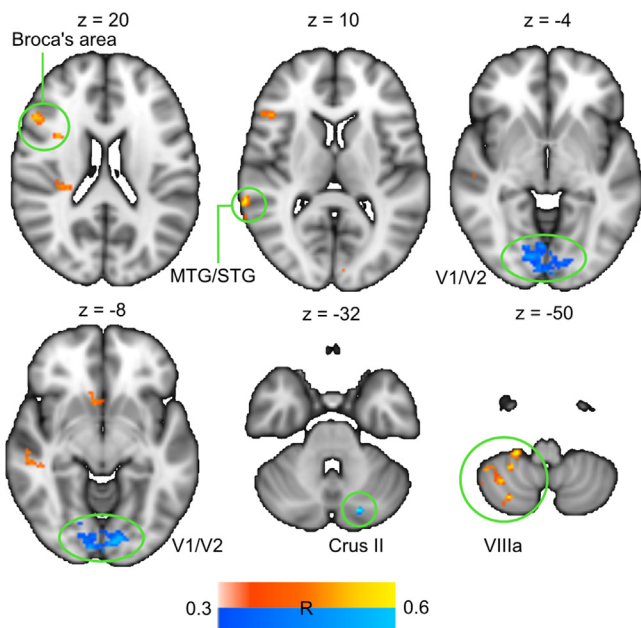 z = 20
z = 10
z = -4
Broca's area
MTG/STG
V1/V2
z = -8
z = -32
z = -50
V1/V2
Crus II
VIIIa
0.3
R
0.6